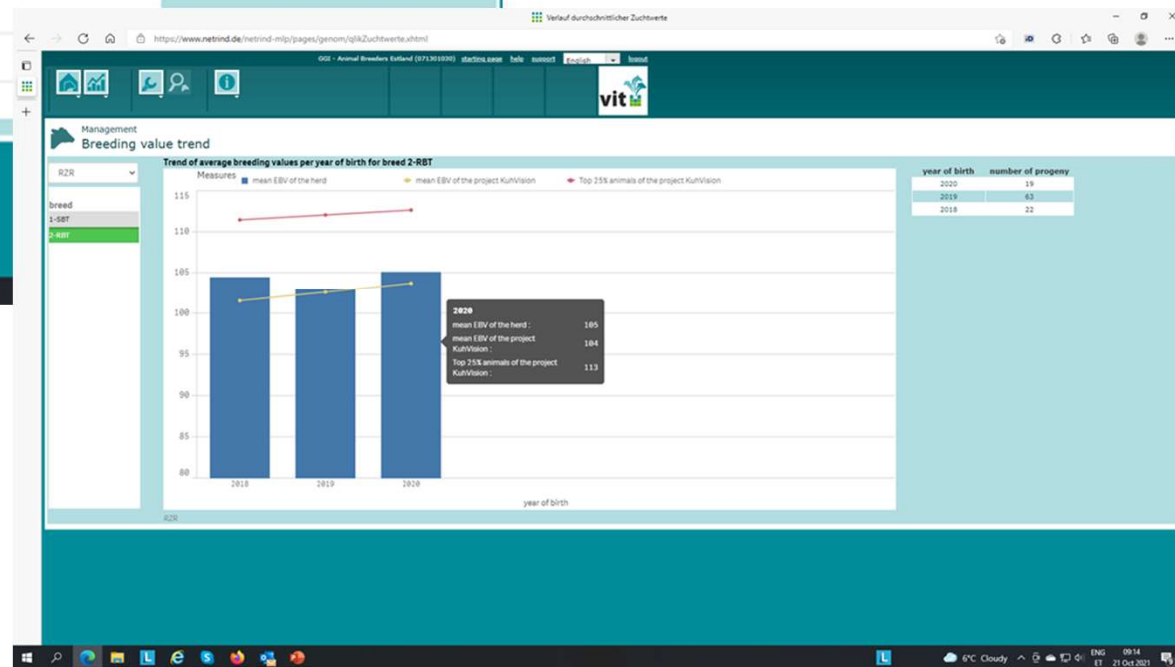 Verlauf durchschnittlicher Zuchtwerte
https://www.netrind.de/netrind-mlp/pages/genom/qlikZuchtwerte.xhtml
GGI - Animal Breeders Estland (071301030) starting page help support English logout
vit
Management
Breeding value trend
RZR
breed
1-SBT
2-RBT
Trend of average breeding values per year of birth for breed 2-RBT
Measures mean EBV of the herd mean EBV of the project KuhVision Top 25% animals of the project KuhVision
115
110
105
100
95
90
85
80
2018 2019 2020
year of birth
RZR
2020
mean EBV of the herd : 105
mean EBV of the project
KuhVision : 104
Top 25% animals of the project
KuhVision : 113
year of birth number of progeny
2020 19
2019 63
2018 22
6°C Cloudy ENG 09:14
ET 21 Oct 2021